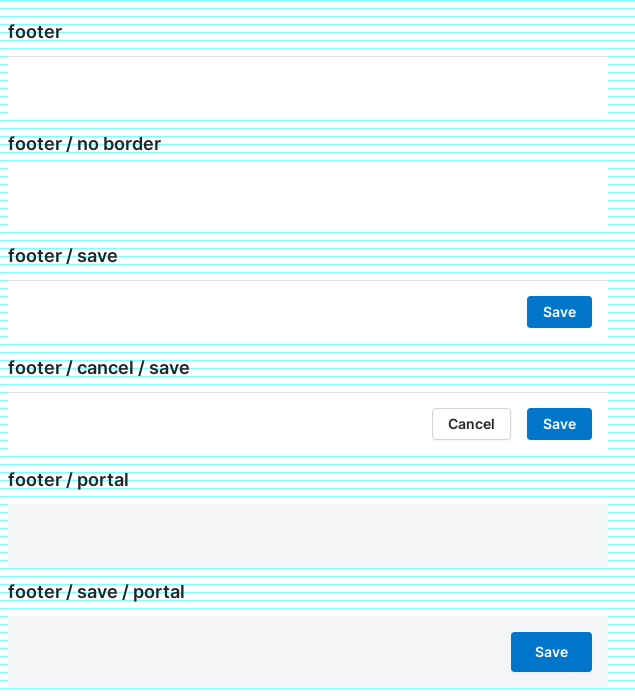 footer
footer / no border
footer / save
Save
footer / cancel / save
Cancel Save
footer / portal
footer / save / portal
Save